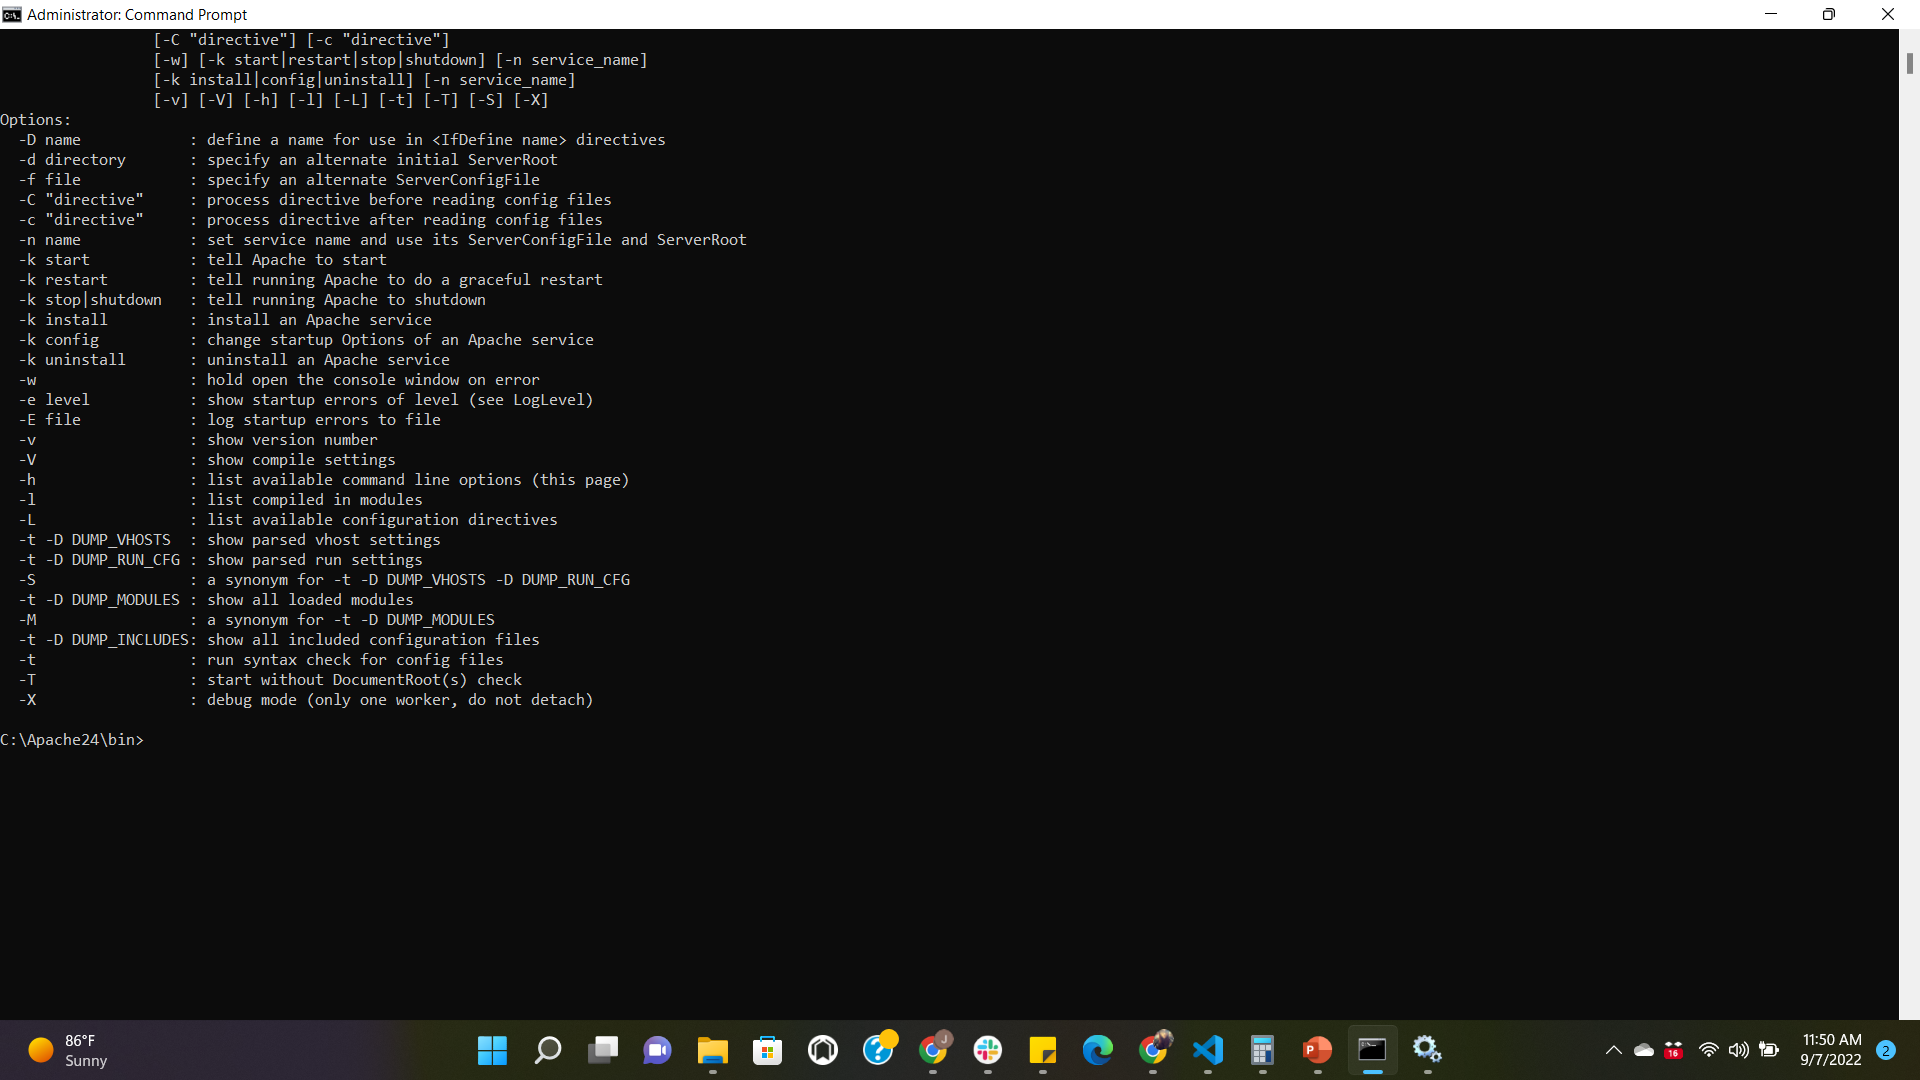 Administrator: Command Prompt
[-C "directive"] [-c "directive"]
[-w] [-k start|restart|stop|shutdown] [-n service_name]
[-k install|config|uninstall] [-n service_name]
[-v] [-V] [-h] [-l] [-L] [-t] [-T] [-S] [-X]
Options:
-D name : define a name for use in <IfDefine name> directives
-d directory : specify an alternate initial ServerRoot
-f file : specify an alternate ServerConfigFile
-C "directive" : process directive before reading config files
-c "directive" : process directive after reading config files
-n name : set service name and use its ServerConfigFile and ServerRoot
-k start : tell Apache to start
-k restart : tell running Apache to do a graceful restart
-k stop|shutdown : tell running Apache to shutdown
-k install : install an Apache service
-k config : change startup Options of an Apache service
-k uninstall : uninstall an Apache service
-w : hold open the console window on error
-e level : show startup errors of level (see LogLevel)
-E file : log startup errors to file
-v : show version number
-V : show compile settings
-h : list available command line options (this page)
-l : list compiled in modules
-L : list available configuration directives
-t -D DUMP_VHOSTS : show parsed vhost settings
-t -D DUMP_RUN_CFG : show parsed run settings
-S : a synonym for -t -D DUMP_VHOSTS -D DUMP_RUN_CFG
-t -D DUMP_MODULES : show all loaded modules
-M : a synonym for -t -D DUMP_MODULES
-t -D DUMP_INCLUDES: show all included configuration files
-t : run syntax check for config files
-T : start without DocumentRoot(s) check
-X : debug mode (only one worker, do not detach)
C:\Apache24\bin>
86°F
Sunny
J
P
16
11:50 AM
9/7/2022
2